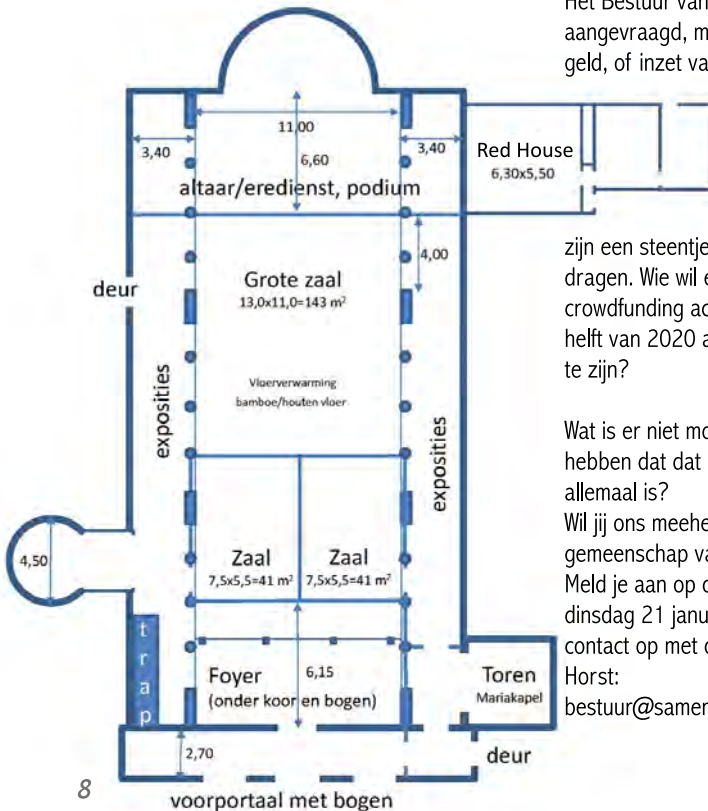 11,00
3,40
6,60
3,40
altaar/eredienst, podium
Red House
6,30x5,50
4,00
deur
Grote zaal
13,0x11,0=143 m²
Vloerverwarming
bamboe/houten vloer
exposities
exposities
4,50
Zaal
7,5x5,5=41 m²
Zaal
7,5x5,5=41 m²
trap
Foyer
(onder koor en bogen)
6,15
Toren
Mariakapel
2,70
deur
voorportaal met bogen
8
Het Bestuur van
aangevraagd, m
geld, of inzet va
zijn een steentje
dragen. Wie wil e
crowdfunding ac
helft van 2020 a
te zijn?
Wat is er niet mo
hebben dat dat
allemaal is?
Wil jij ons meehe
gemeenschap va
Meld je aan op d
dinsdag 21 janu
contact op met d
Horst:
bestuur@samen